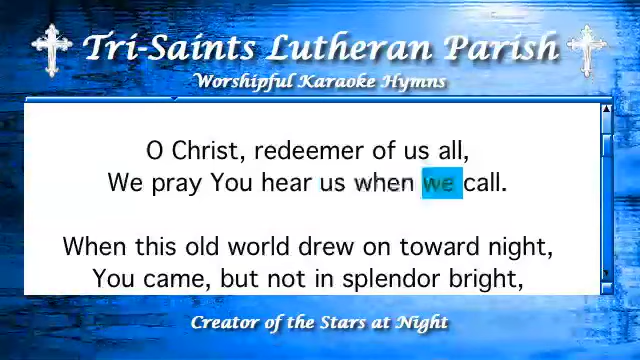 Tri-Saints Lutheran Parish
Worshipful Karaoke Hymns
O Christ, redeemer of us all,
We pray You hear us when we call.
When this old world drew on toward night,
You came, but not in splendor bright,
Creator of the Stars at Night